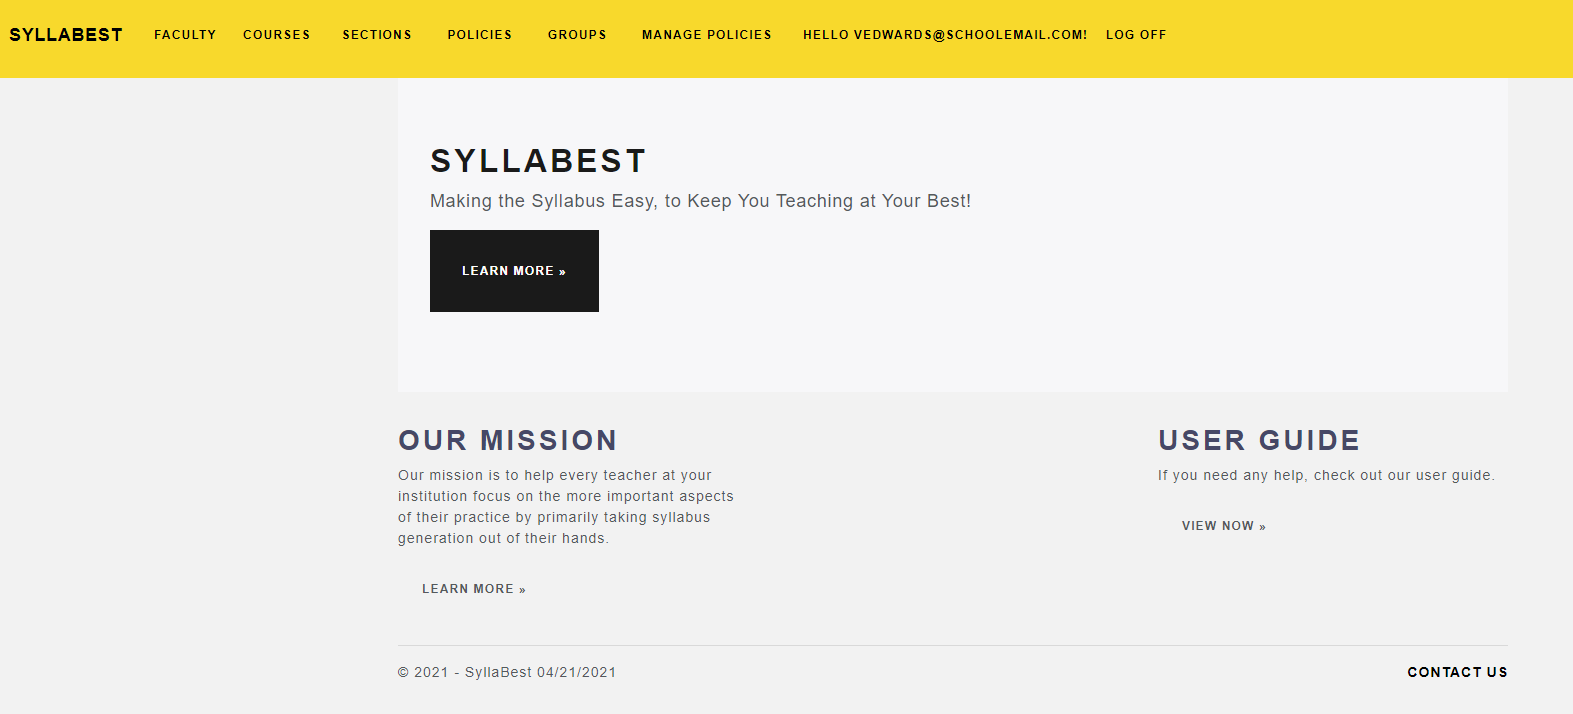 SYLLABEST FACULTY COURSES SECTIONS POLICIES GROUPS MANAGE POLICIES HELLO VEDWARDS@SCHOOLEMAIL.COM! LOG OFF
SYLLABEST
Making the Syllabus Easy, to Keep You Teaching at Your Best!
LEARN MORE »
OUR MISSION
Our mission is to help every teacher at your
institution focus on the more important aspects
of their practice by primarily taking syllabus
generation out of their hands.
LEARN MORE »
USER GUIDE
If you need any help, check out our user guide.
VIEW NOW »
© 2021 - SyllaBest 04/21/2021
CONTACT US